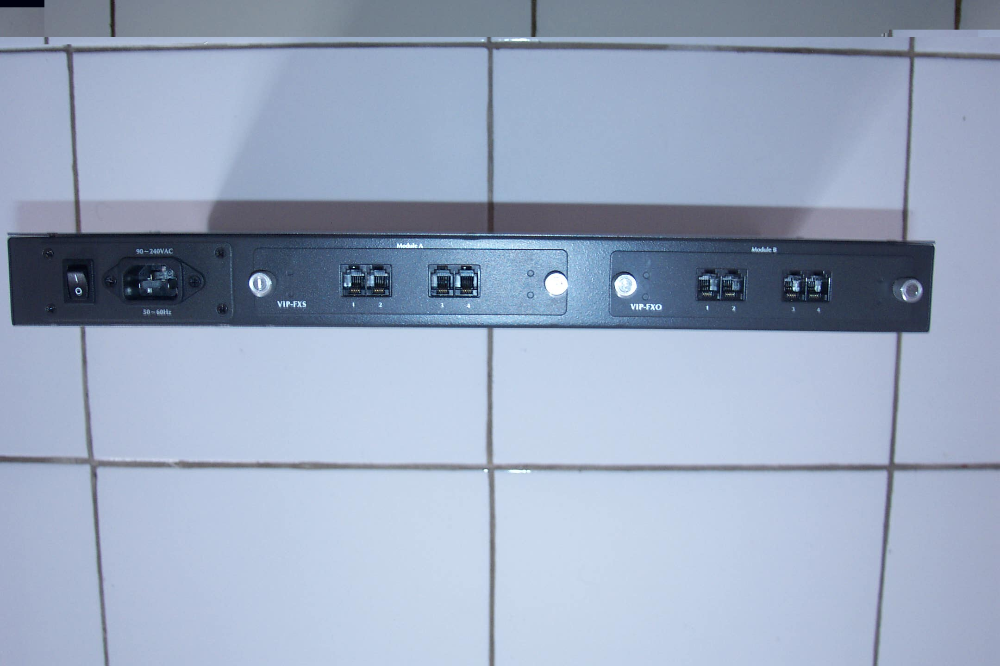 90~240VAC
50~60Hz
Module A
VIP-FXS
1 2 3 4
Module B
VIP-FXO
1 2 3 4